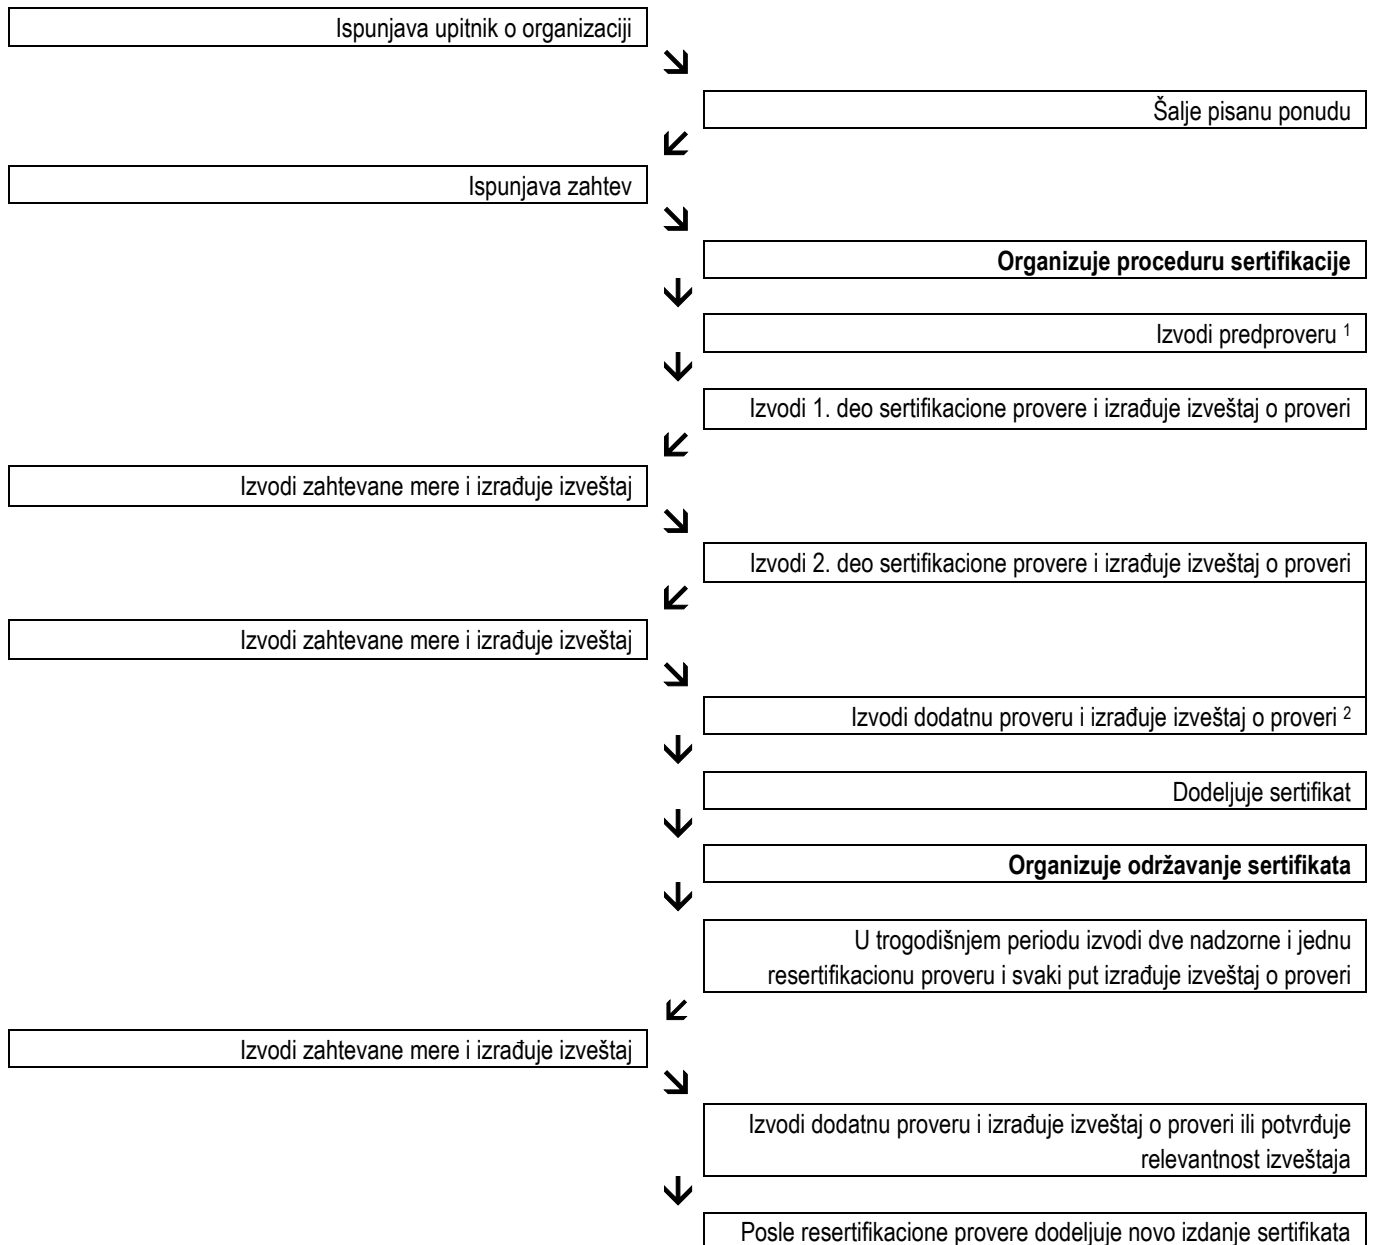 Ispunjava upitnik o organizaciji
Šalje pisanu ponudu
Ispunjava zahtev
Organizuje proceduru sertifikacije
Izvodi predproveru 1
Izvodi 1. deo sertifikacione provere i izrađuje izveštaj o proveri
Izvodi zahtevane mere i izrađuje izveštaj
Izvodi 2. deo sertifikacione provere i izrađuje izveštaj o proveri
Izvodi zahtevane mere i izrađuje izveštaj
Izvodi dodatnu proveru i izrađuje izveštaj o proveri 2
Dodeljuje sertifikat
Organizuje održavanje sertifikata
U trogodišnjem periodu izvodi dve nadzorne i jednu
resertifikacionu proveru i svaki put izrađuje izveštaj o proveri
Izvodi zahtevane mere i izrađuje izveštaj
Izvodi dodatnu proveru i izrađuje izveštaj o proveri ili potvrđuje
relevantnost izveštaja
Posle resertifikacione provere dodeljuje novo izdanje sertifikata